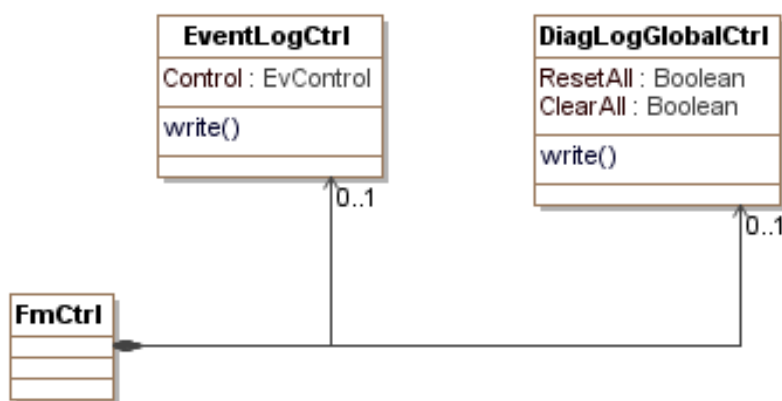 EventLogCtrl
Control : EvControl
write()
0..1
DiagLogGlobalCtrl
ResetAll : Boolean
ClearAll : Boolean
write()
0..1
FmCtrl